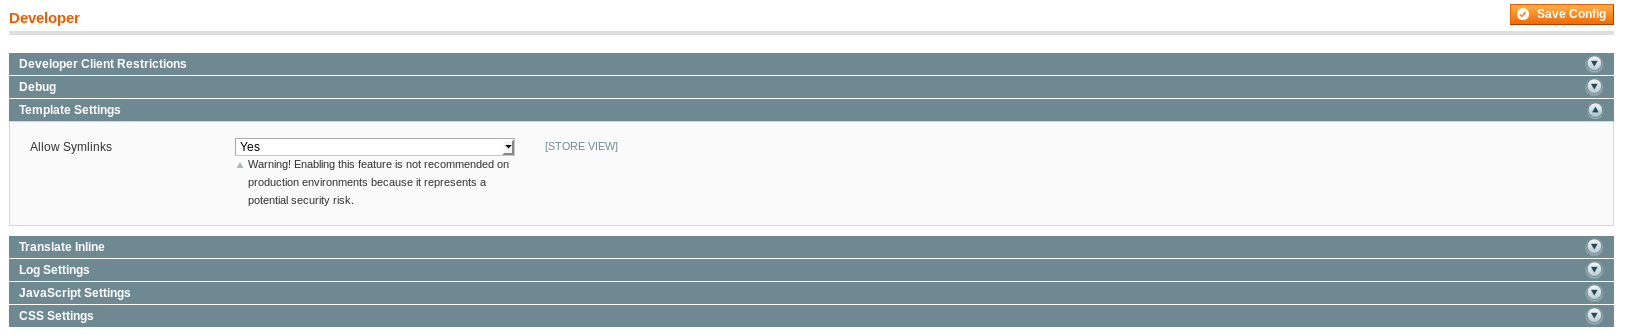 Developer
Save Config
Developer Client Restrictions
Debug
Template Settings
Allow Symlinks
Yes
[STORE VIEW]
Warning! Enabling this feature is not recommended on
production environments because it represents a
potential security risk.
Translate Inline
Log Settings
JavaScript Settings
CSS Settings